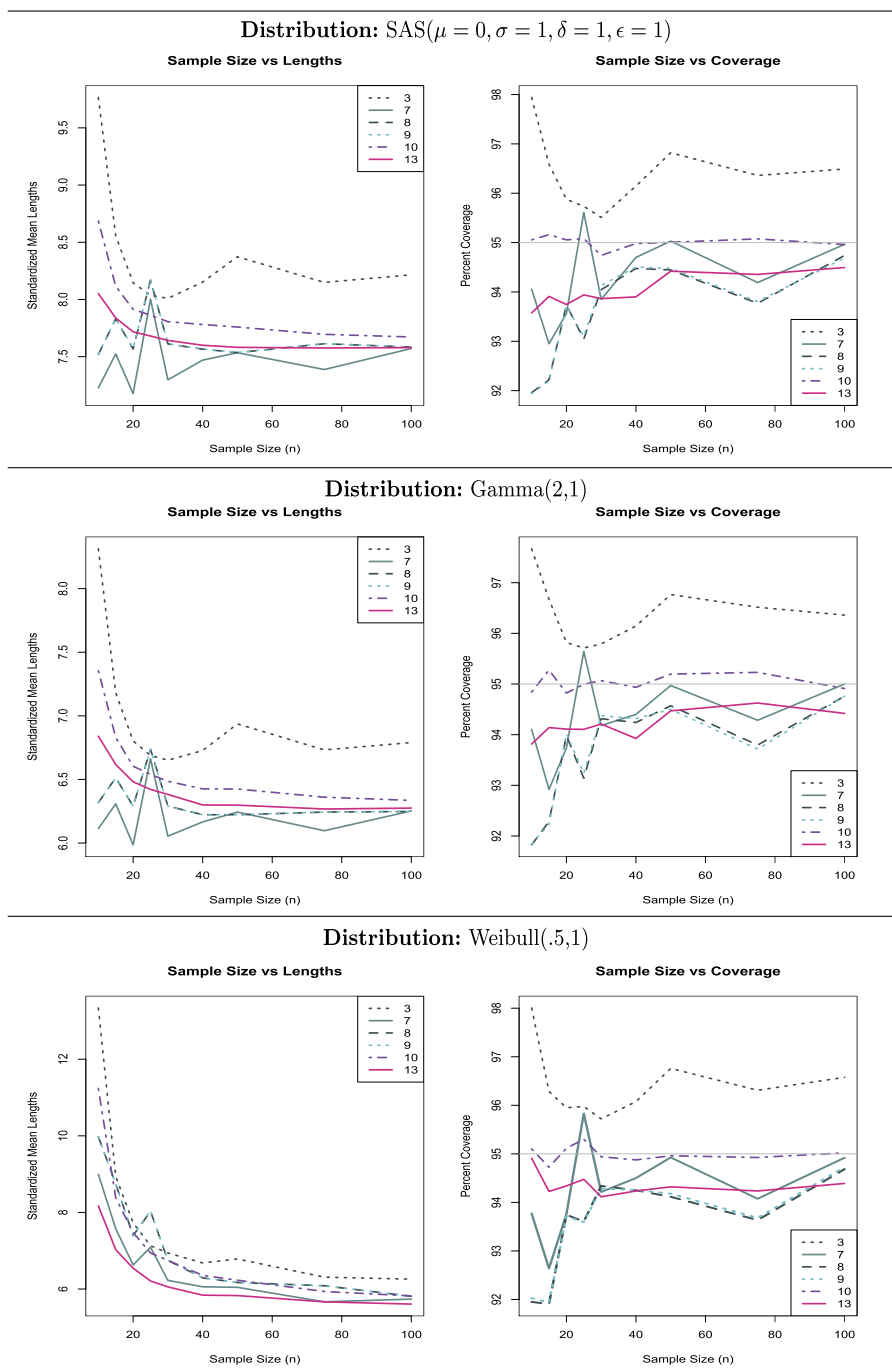 Distribution: SAS(μ = 0, σ = 1, δ = 1, ϵ = 1)
Sample Size vs Lengths
Standardized Mean Lengths
9.5
9.0
8.5
8.0
7.5
3
7
8
9
10
13
20 40 60 80 100
Sample Size (n)
Sample Size vs Coverage
Percent Coverage
98
97
96
95
94
93
92
3
7
8
9
10
13
20 40 60 80 100
Sample Size (n)
Distribution: Gamma(2,1)
Sample Size vs Lengths
Standardized Mean Lengths
8.0
7.5
7.0
6.5
6.0
3
7
8
9
10
13
20 40 60 80 100
Sample Size (n)
Sample Size vs Coverage
Percent Coverage
97
96
95
94
93
92
3
7
8
9
10
13
20 40 60 80 100
Sample Size (n)
Distribution: Weibull(.5,1)
Sample Size vs Lengths
Standardized Mean Lengths
12
10
8
6
3
7
8
9
10
13
20 40 60 80 100
Sample Size (n)
Sample Size vs Coverage
Percent Coverage
98
97
96
95
94
93
92
3
7
8
9
10
13
20 40 60 80 100
Sample Size (n)